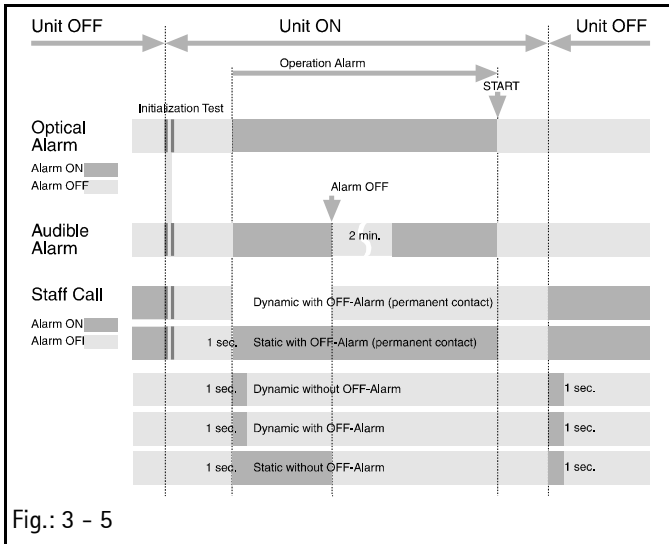 Unit OFF Unit ON Unit OFF
Operation Alarm
START
Initialization Test
Optical
Alarm
Alarm ON
Alarm OFF
Alarm OFF
Audible
Alarm
2 min.
Staff Call
Dynamic with OFF-Alarm (permanent contact)
Alarm ON
Alarm OFF
1 sec. Static with OFF-Alarm (permanent contact)
1 sec. Dynamic without OFF-Alarm 1 sec.
1 sec. Dynamic with OFF-Alarm 1 sec.
1 sec. Static without OFF-Alarm 1 sec.
Fig.: 3 - 5